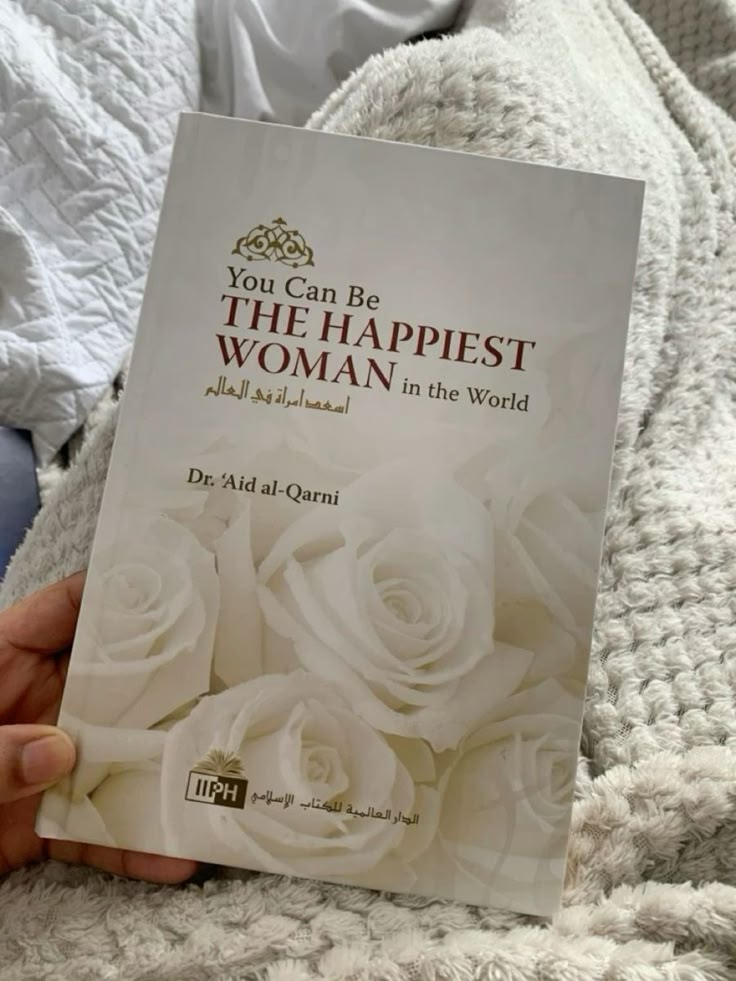 You Can Be
THE HAPPIEST
WOMAN in the World
اسعد امرأة في العالم
Dr. ‘Aid al-Qarni
IIPH
الدار العالمية للكتاب الإسلامي